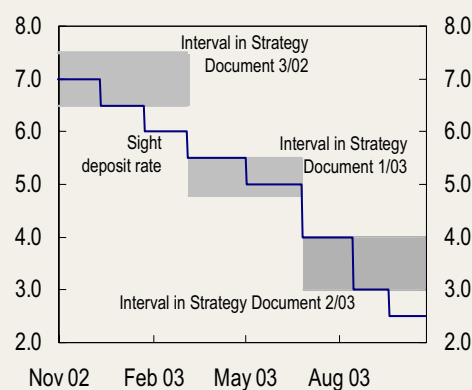 8.0 8.0
Interval in Strategy
Document 3/02
7.0 7.0
6.0 6.0
Sight
deposit rate
Interval in Strategy
Document 1/03
5.0 5.0
4.0 4.0
3.0 3.0
Interval in Strategy Document 2/03
2.0 2.0
Nov 02 Feb 03 May 03 Aug 03